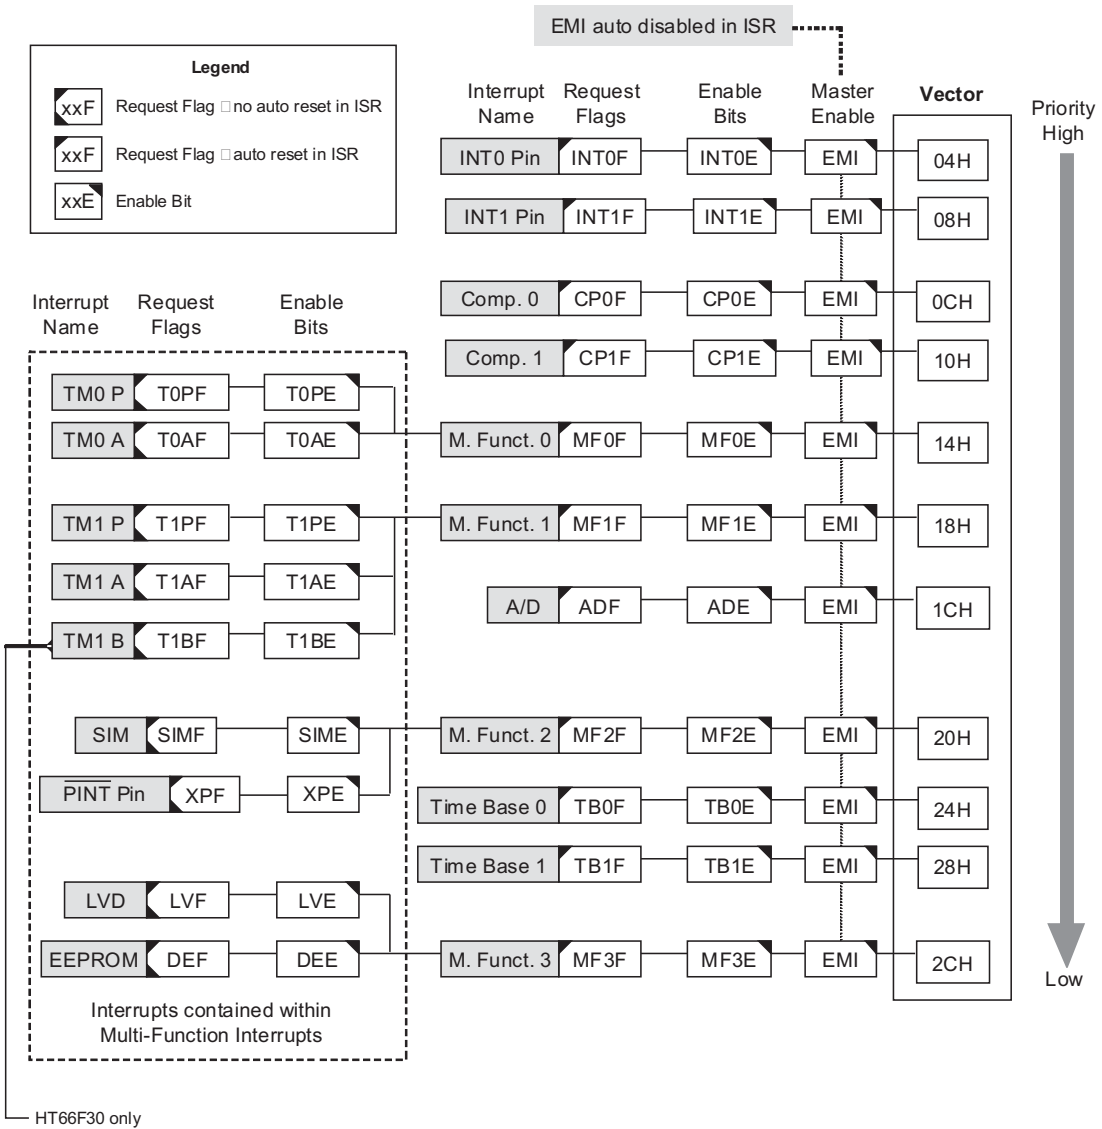 EMI auto disabled in ISR
Legend
xxF Request Flag □ no auto reset in ISR
xxF Request Flag □ auto reset in ISR
xxE Enable Bit
Interrupt Name Request Flags Enable Bits Master Enable Vector
Priority High
INT0 Pin INT0F INT0E EMI 04H
INT1 Pin INT1F INT1E EMI 08H
Comp. 0 CP0F CP0E EMI 0CH
Comp. 1 CP1F CP1E EMI 10H
Interrupt Name Request Flags Enable Bits
TM0 P T0PF T0PE
TM0 A T0AF T0AE M. Funct. 0 MF0F MF0E EMI 14H
TM1 P T1PF T1PE M. Funct. 1 MF1F MF1E EMI 18H
TM1 A T1AF T1AE
A/D ADF ADE EMI 1CH
TM1 B T1BF T1BE
SIM SIMF SIME M. Funct. 2 MF2F MF2E EMI 20H
PINT Pin XPF XPE
Time Base 0 TB0F TB0E EMI 24H
Time Base 1 TB1F TB1E EMI 28H
LVD LVF LVE
EEPROM DEF DEE M. Funct. 3 MF3F MF3E EMI 2CH
Low
Interrupts contained within
Multi-Function Interrupts
HT66F30 only